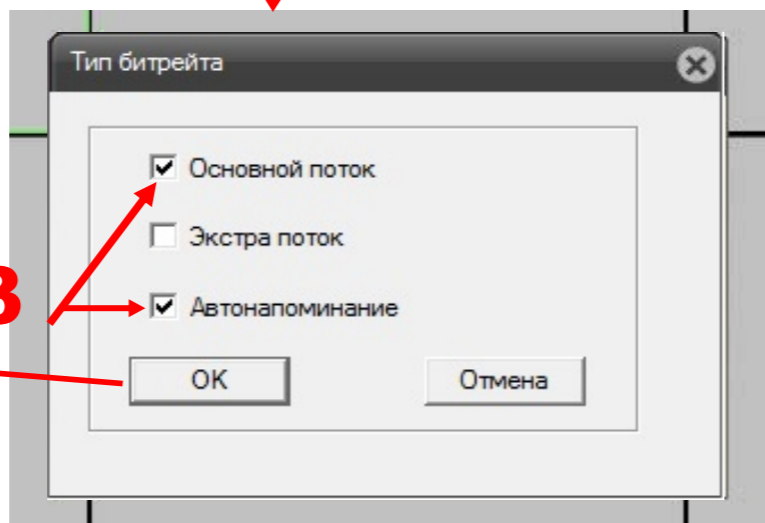 Тип битрейта
Основной поток
Экстра поток
3
Автонапоминание
OK
Отмена